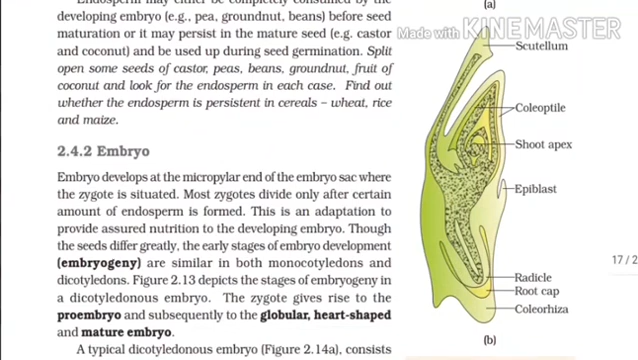 Endosperm may either be completely consumed by the
developing embryo (e.g., pea, groundnut, beans) before seed
maturation or it may persist in the mature seed (e.g. castor
and coconut) and be used up during seed germination. Split
open some seeds of castor, peas, beans, groundnut, fruit of
coconut and look for the endosperm in each case. Find out
whether the endosperm is persistent in cereals – wheat, rice
and maize.
2.4.2 Embryo
Embryo develops at the micropylar end of the embryo sac where
the zygote is situated. Most zygotes divide only after certain
amount of endosperm is formed. This is an adaptation to
provide assured nutrition to the developing embryo. Though
the seeds differ greatly, the early stages of embryo development
(embryogeny) are similar in both monocotyledons and
dicotyledons. Figure 2.13 depicts the stages of embryogeny in
a dicotyledonous embryo. The zygote gives rise to the
proembryo and subsequently to the globular, heart-shaped
and mature embryo.
A typical dicotyledonous embryo (Figure 2.14a), consists
(a)
Made with KINEMASTER
Scutellum
Coleoptile
Shoot apex
Epiblast
Radicle
Root cap
Coleorhiza
(b)
17 / 2